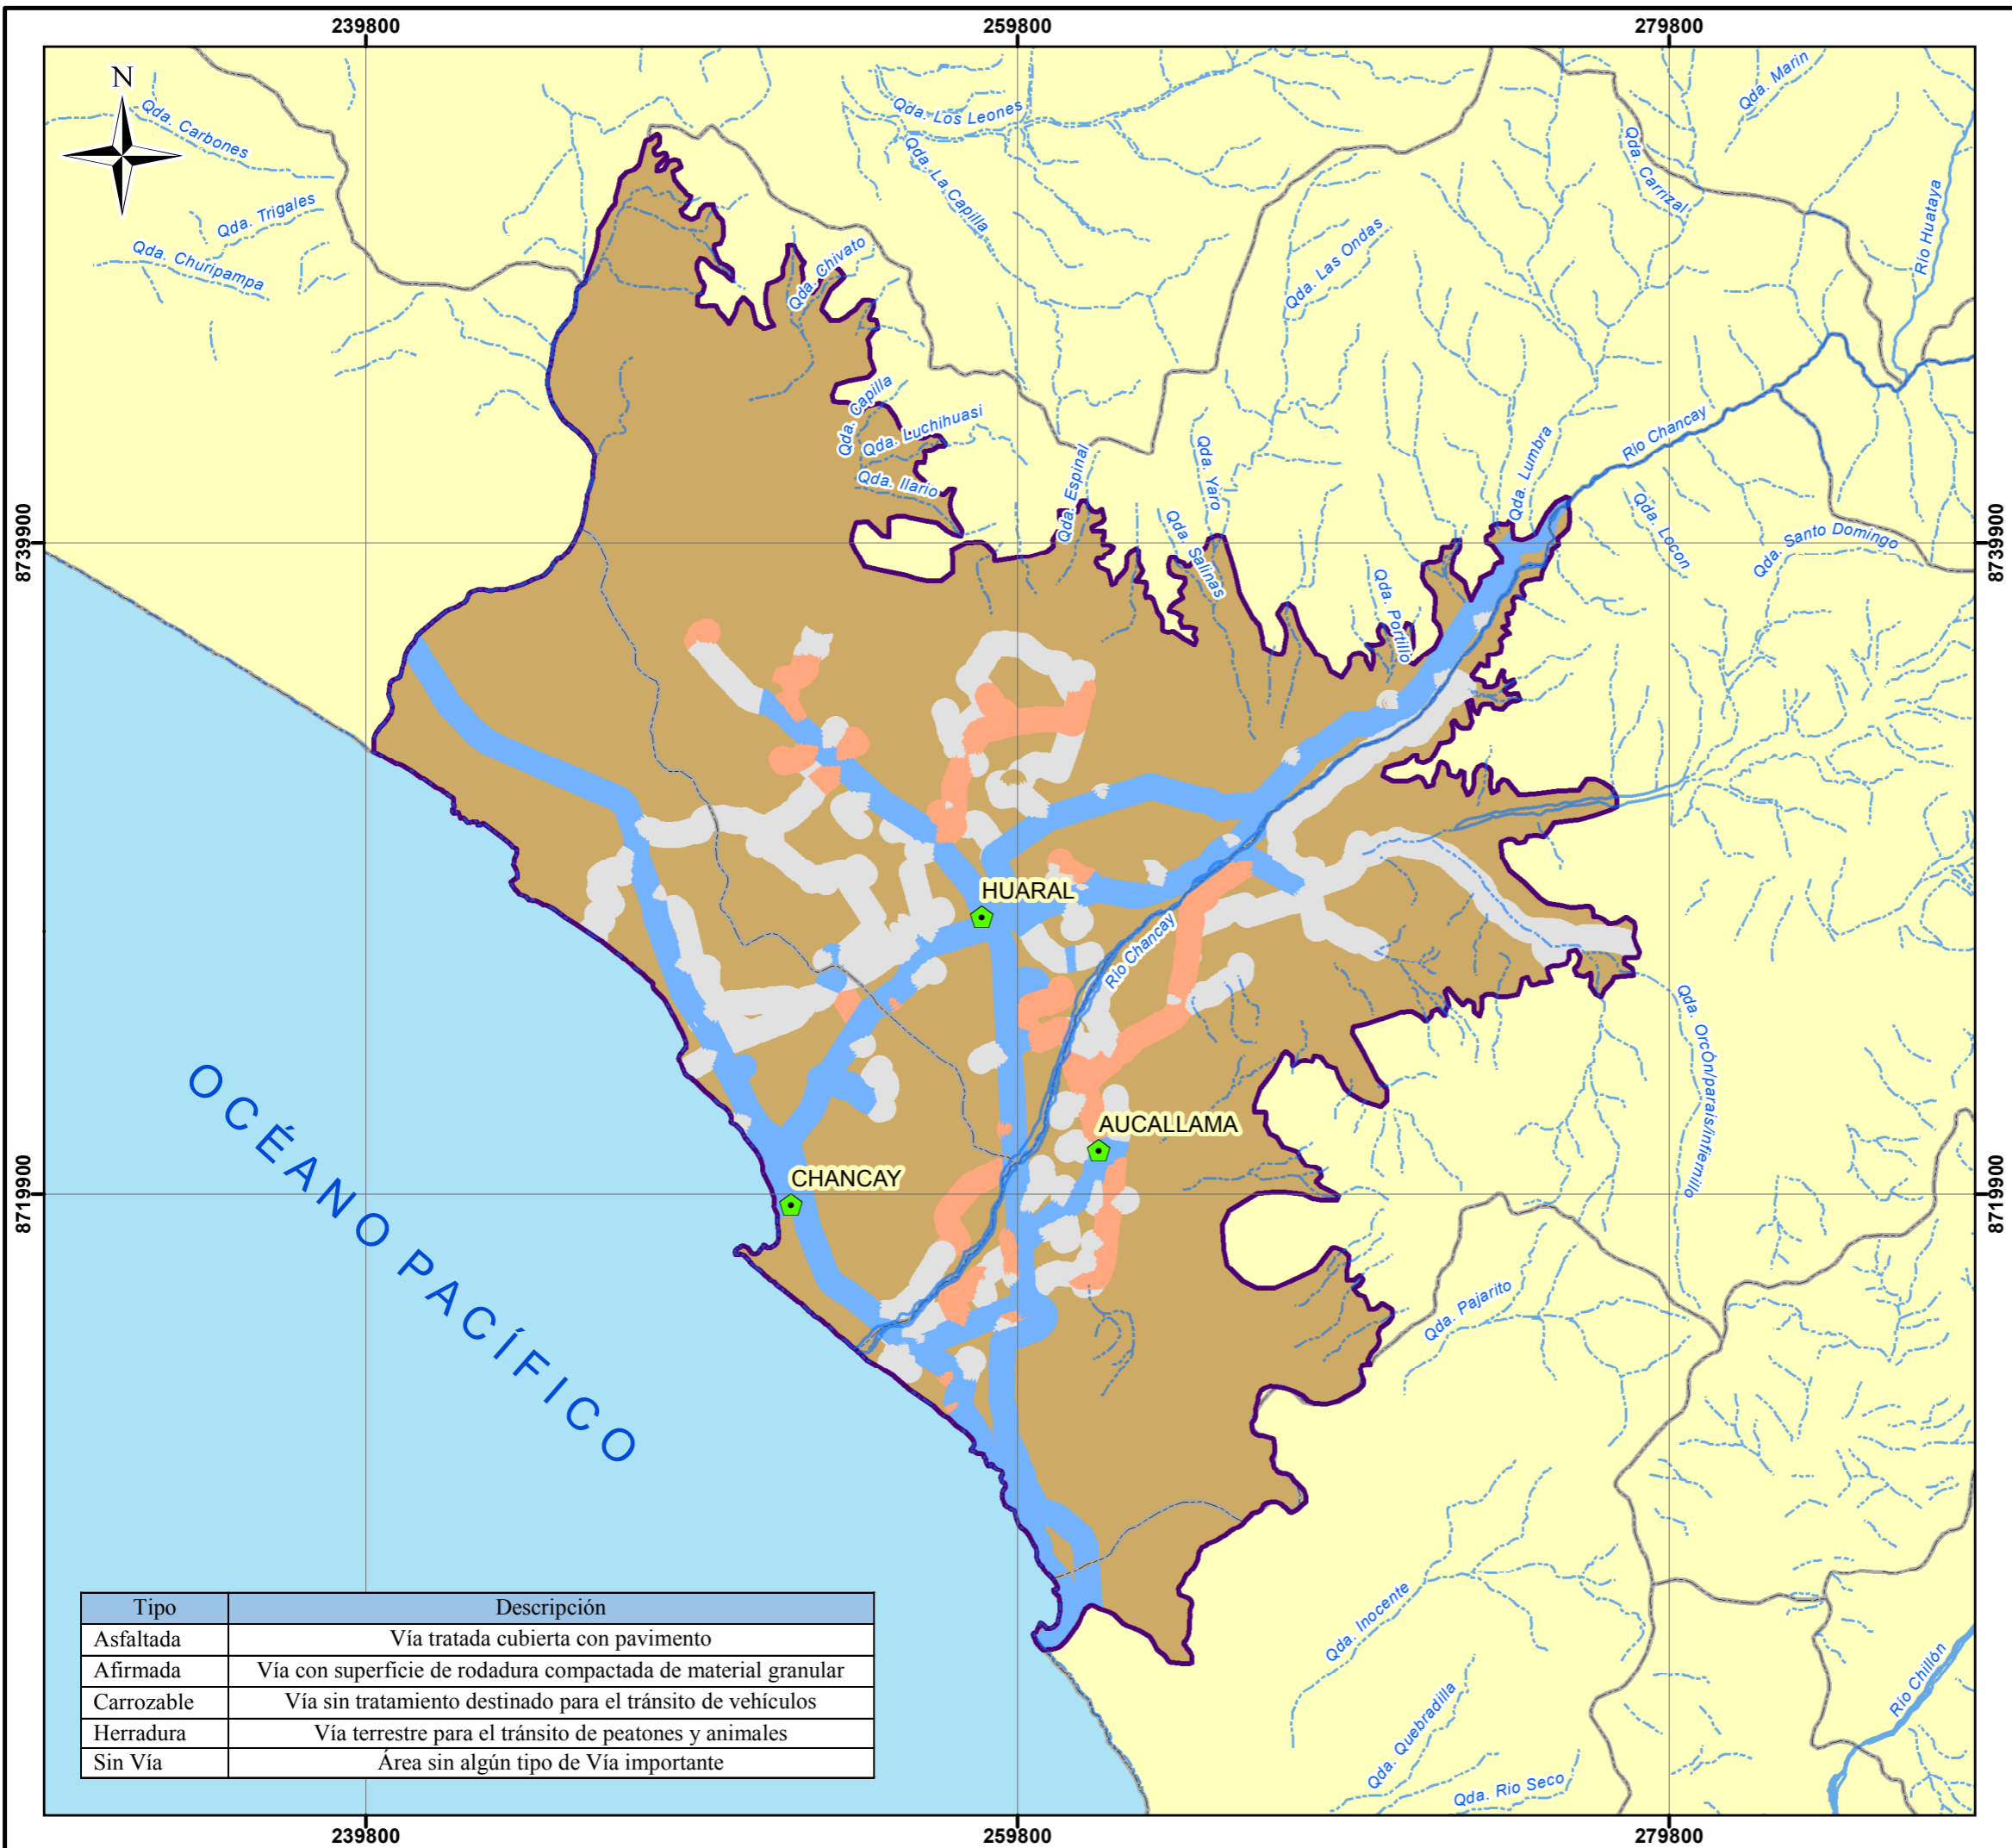 239800 259800 279800
N
Qda. Carbones
Qda. Trigales
Qda. Churipampa
Qda. Los Leones
Qda. La Capilla
Qda. Marin
Qda. Carrizal
Rio Huataya
Qda. Chivato
Qda. Las Ondas
Qda. Capilla
Qda. Luchihuasi
Qda. Ilario
Qda. Espinal
Qda. Yaro
Qda. Salinas
Qda. Portillo
Qda. Lumbra
Rio Chancay
Qda. Locon
Qda. Santo Domingo
8739900 8739900
HUARAL
Rio Chancay
Qda. OrcÓn/parais/infiernillo
AUCALLAMA
CHANCAY
8719900 8719900
OCÉANO PACÍFICO
Qda. Pajarito
Qda. Inocente
Qda. Quebradilla
Qda. Rio Seco
Rio Chillón
Tipo Descripción
Asfaltada Vía tratada cubierta con pavimento
Afirmada Vía con superficie de rodadura compactada de material granular
Carrozable Vía sin tratamiento destinado para el tránsito de vehículos
Herradura Vía terrestre para el tránsito de peatones y animales
Sin Vía Área sin algún tipo de Vía importante
239800 259800 279800